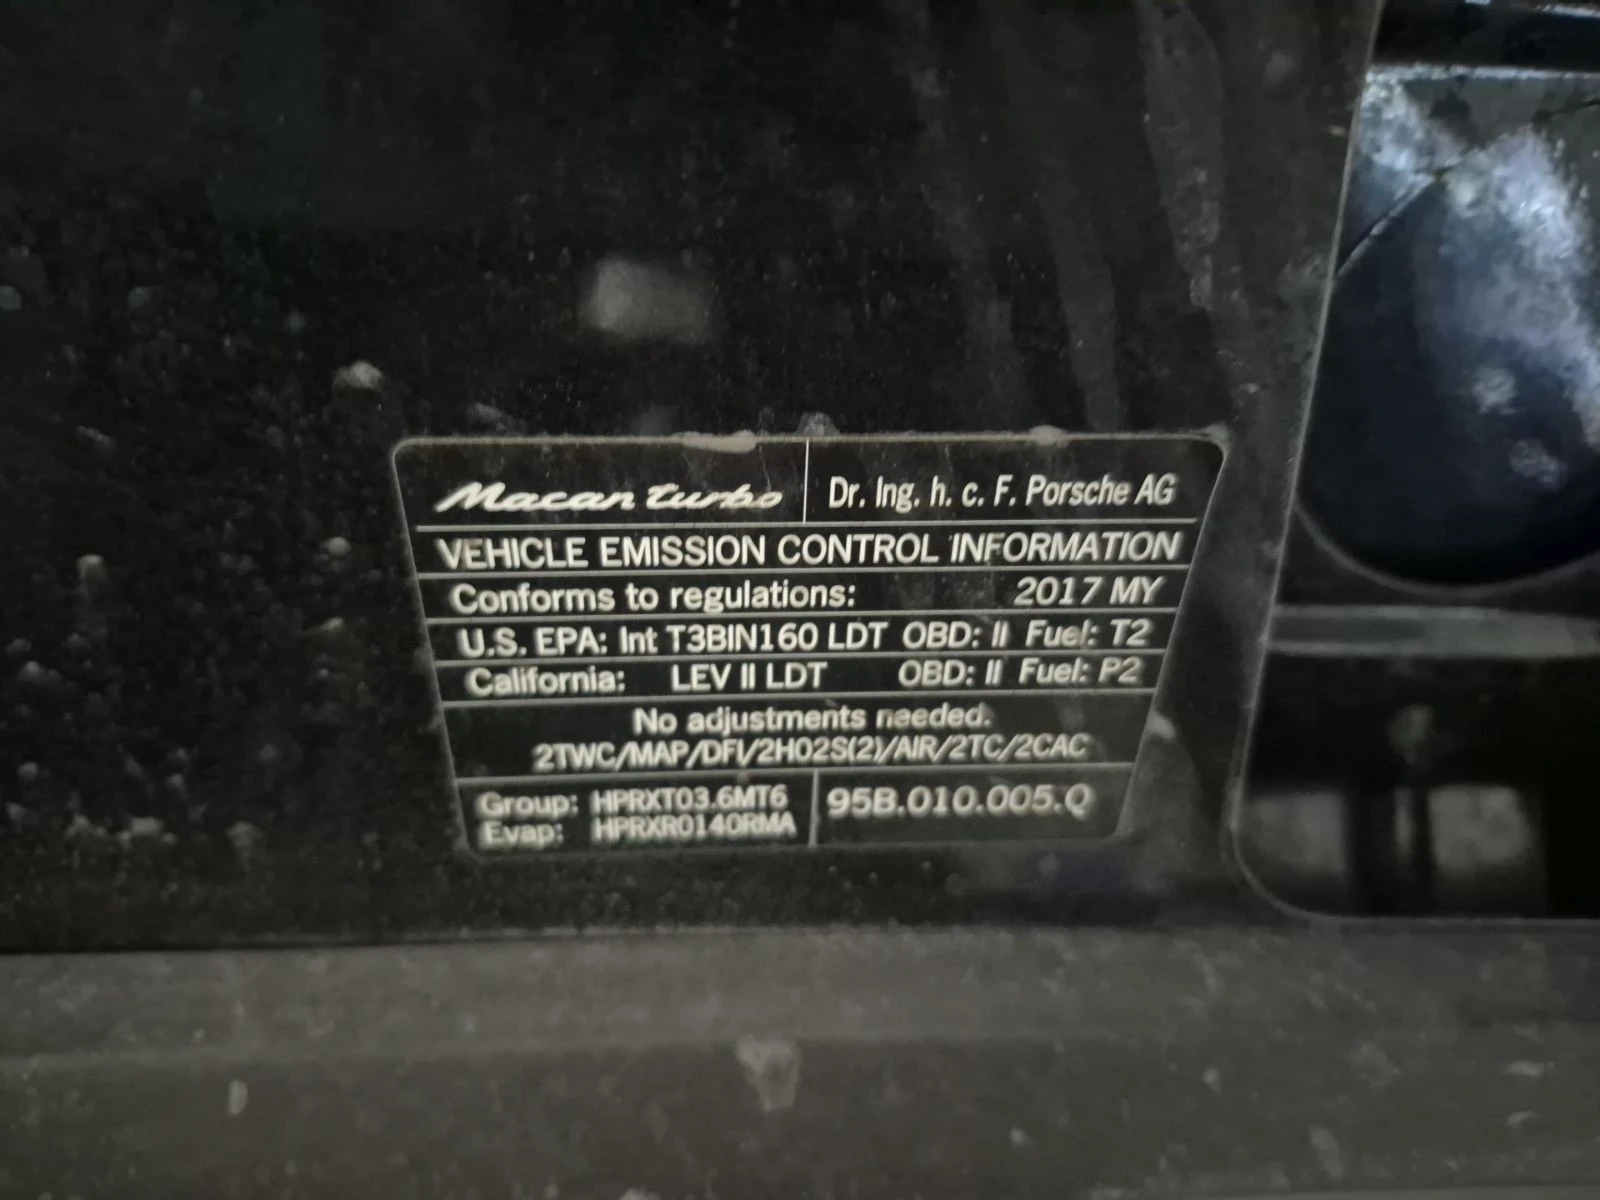 Macan turbo Dr. Ing. h. c. F. Porsche AG
VEHICLE EMISSION CONTROL INFORMATION
Conforms to regulations: 2017 MY
U.S. EPA: Int T3BIN160 LDT OBD: II Fuel: T2
California: LEV II LDT OBD: II Fuel: P2
No adjustments needed.
2TWC/MAP/DFI/2HO2S(2)/AIR/2TC/2CAC
Group: HPRXT03.6MT6 95B.010.005.Q
Evap: HPRXR0140RMA